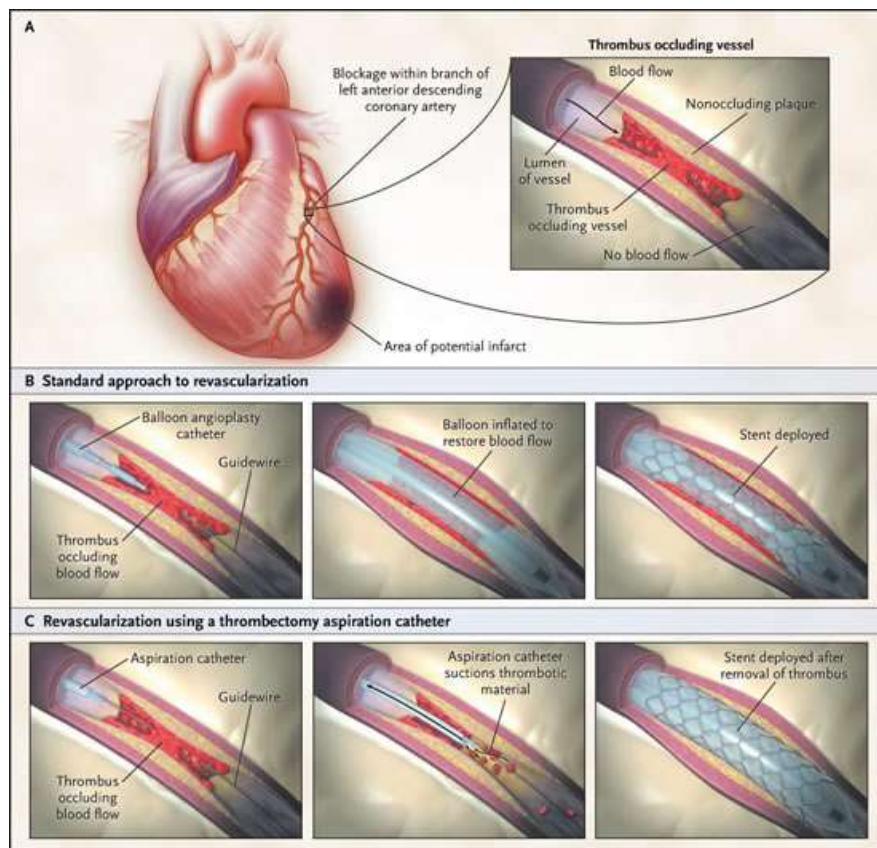 A
Blockage within branch of
left anterior descending
coronary artery
Area of potential infarct
Thrombus occluding vessel
Blood flow
Nonoccluding plaque
Lumen
of vessel
Thrombus
occluding vessel
No blood flow
B Standard approach to revascularization
Balloon angioplasty
catheter
Guidewire
Thrombus
occluding
blood flow
Balloon inflated to
restore blood flow
Stent deployed
C Revascularization using a thrombectomy aspiration catheter
Aspiration catheter
Guidewire
Thrombus
occluding
blood flow
Aspiration catheter
suctions thrombotic
material
Stent deployed after
removal of thrombus